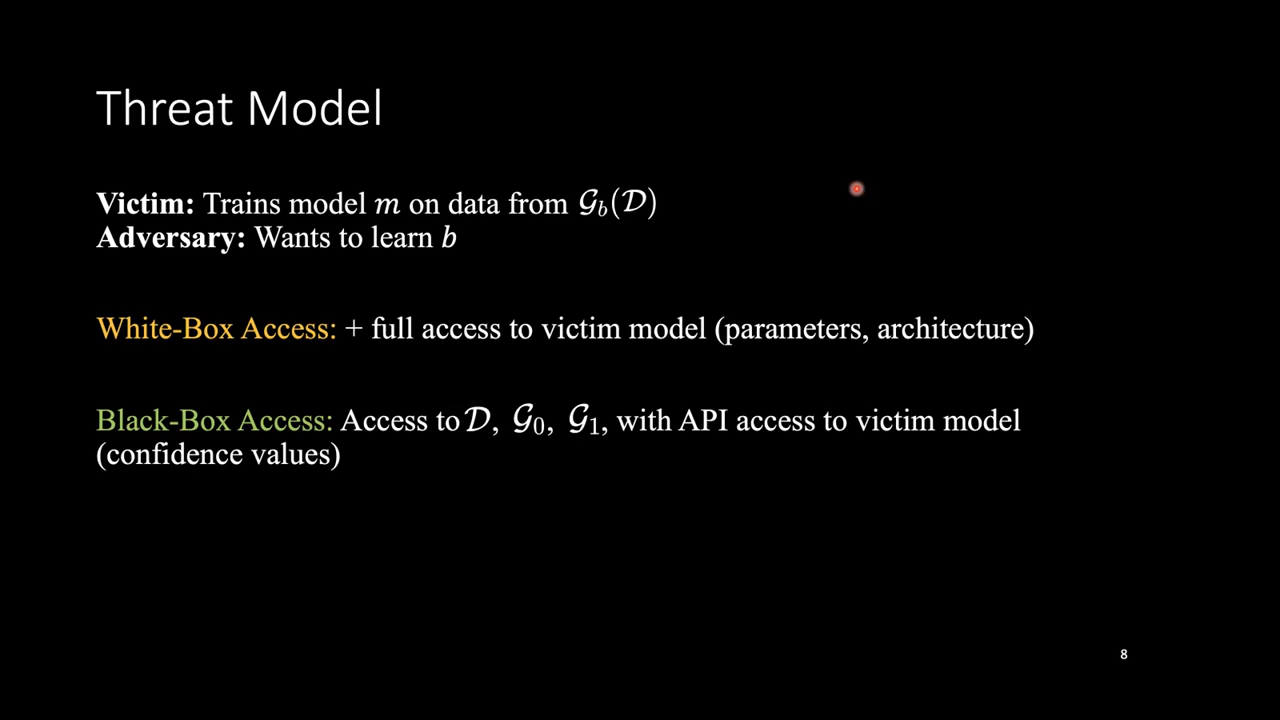 Threat Model
Victim: Trains model m on data from 𝒢b(𝒟)
Adversary: Wants to learn b
White-Box Access: + full access to victim model (parameters, architecture)
Black-Box Access: Access to 𝒟, 𝒢0, 𝒢1, with API access to victim model
(confidence values)
8